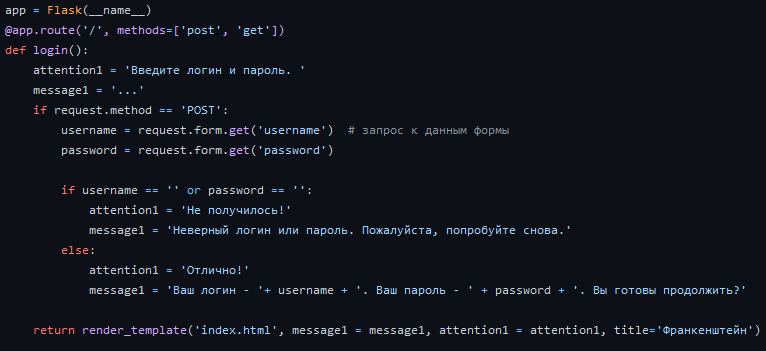 app = Flask(__name__)
@app.route('/', methods=['post', 'get'])
def login():
    attention1 = 'Введите логин и пароль. '
    message1 = '...'
    if request.method == 'POST':
        username = request.form.get('username')  # запрос к данным формы
        password = request.form.get('password')

        if username == '' or password == '':
            attention1 = 'Не получилось!'
            message1 = 'Неверный логин или пароль. Пожалуйста, попробуйте снова.'
        else:
            attention1 = 'Отлично!'
            message1 = 'Ваш логин - '+ username + '. Ваш пароль - ' + password + '. Вы готовы продолжить?'

    return render_template('index.html', message1 = message1, attention1 = attention1, title='Франкенштейн')